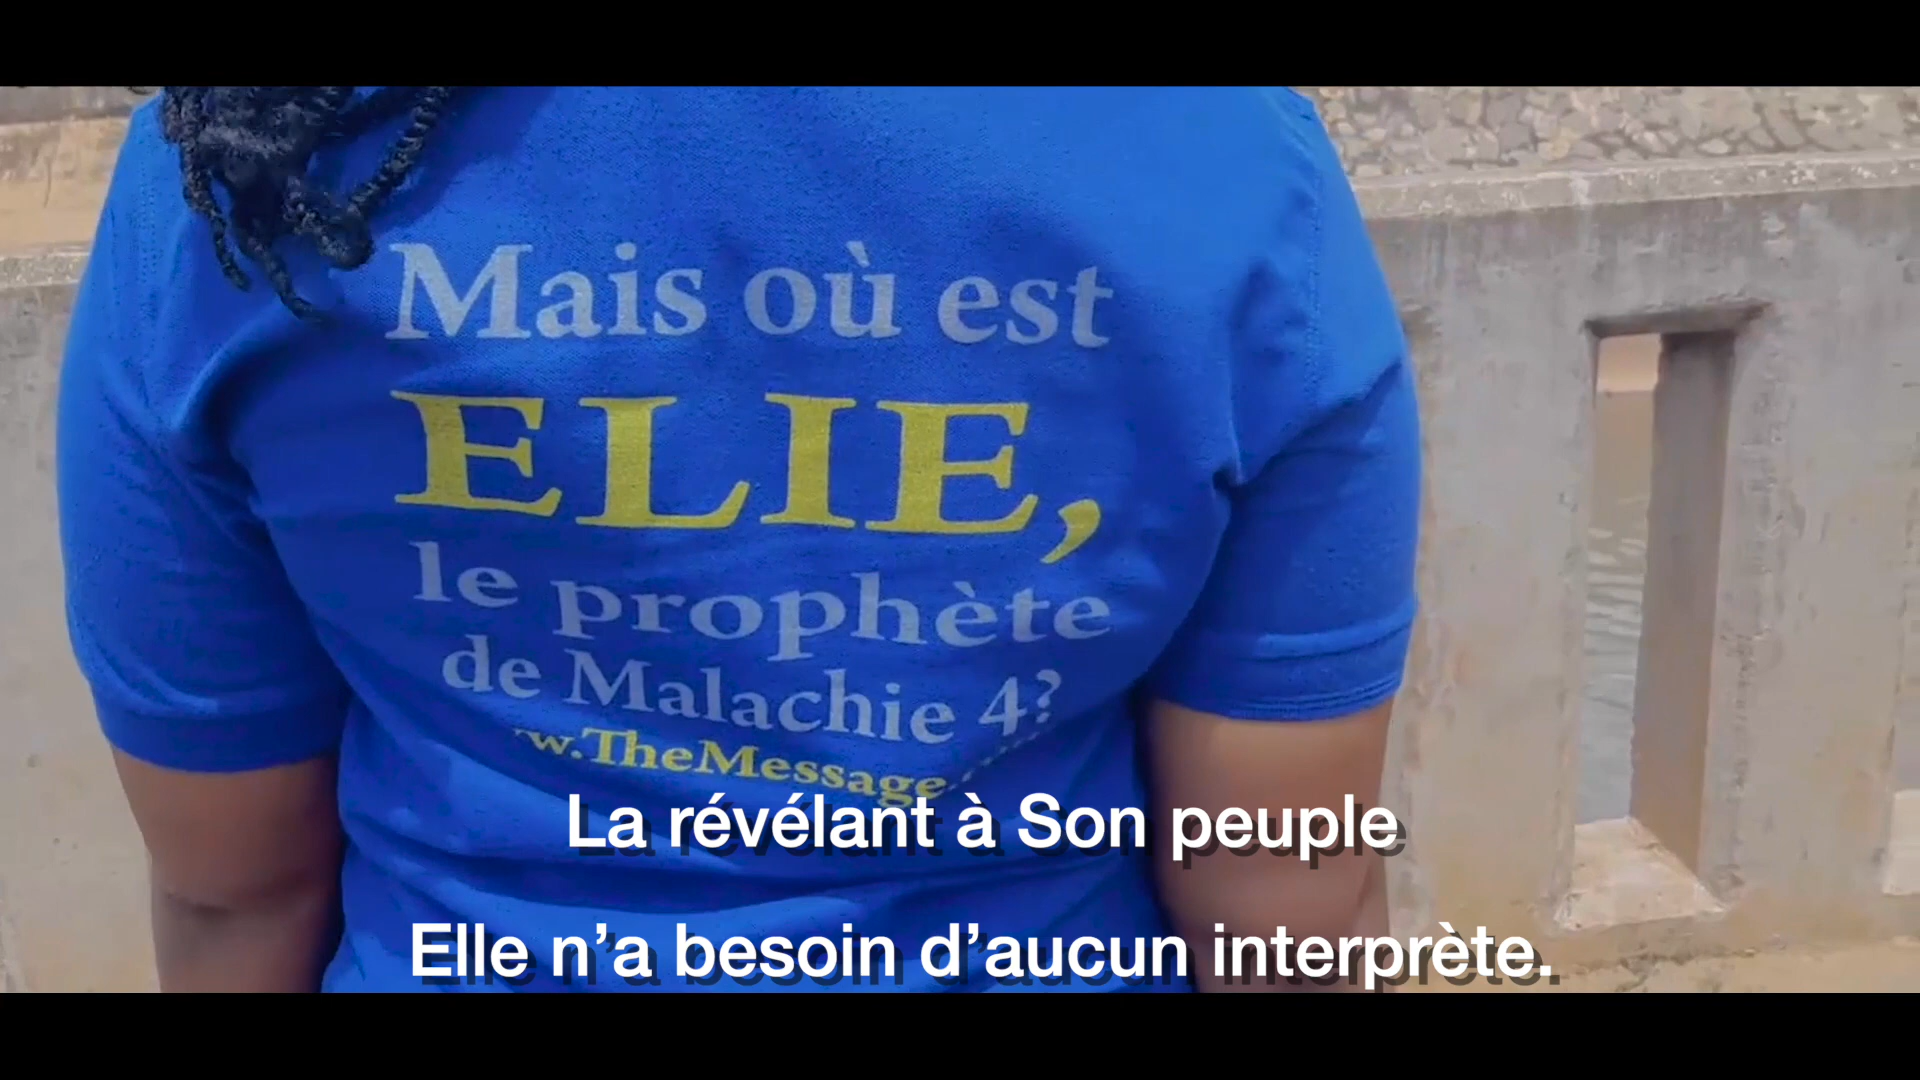 Mais où est
ELIE,
le prophète
de Malachie 4?
w.TheMessage.
La révélant à Son peuple
Elle n’a besoin d’aucun interprète.